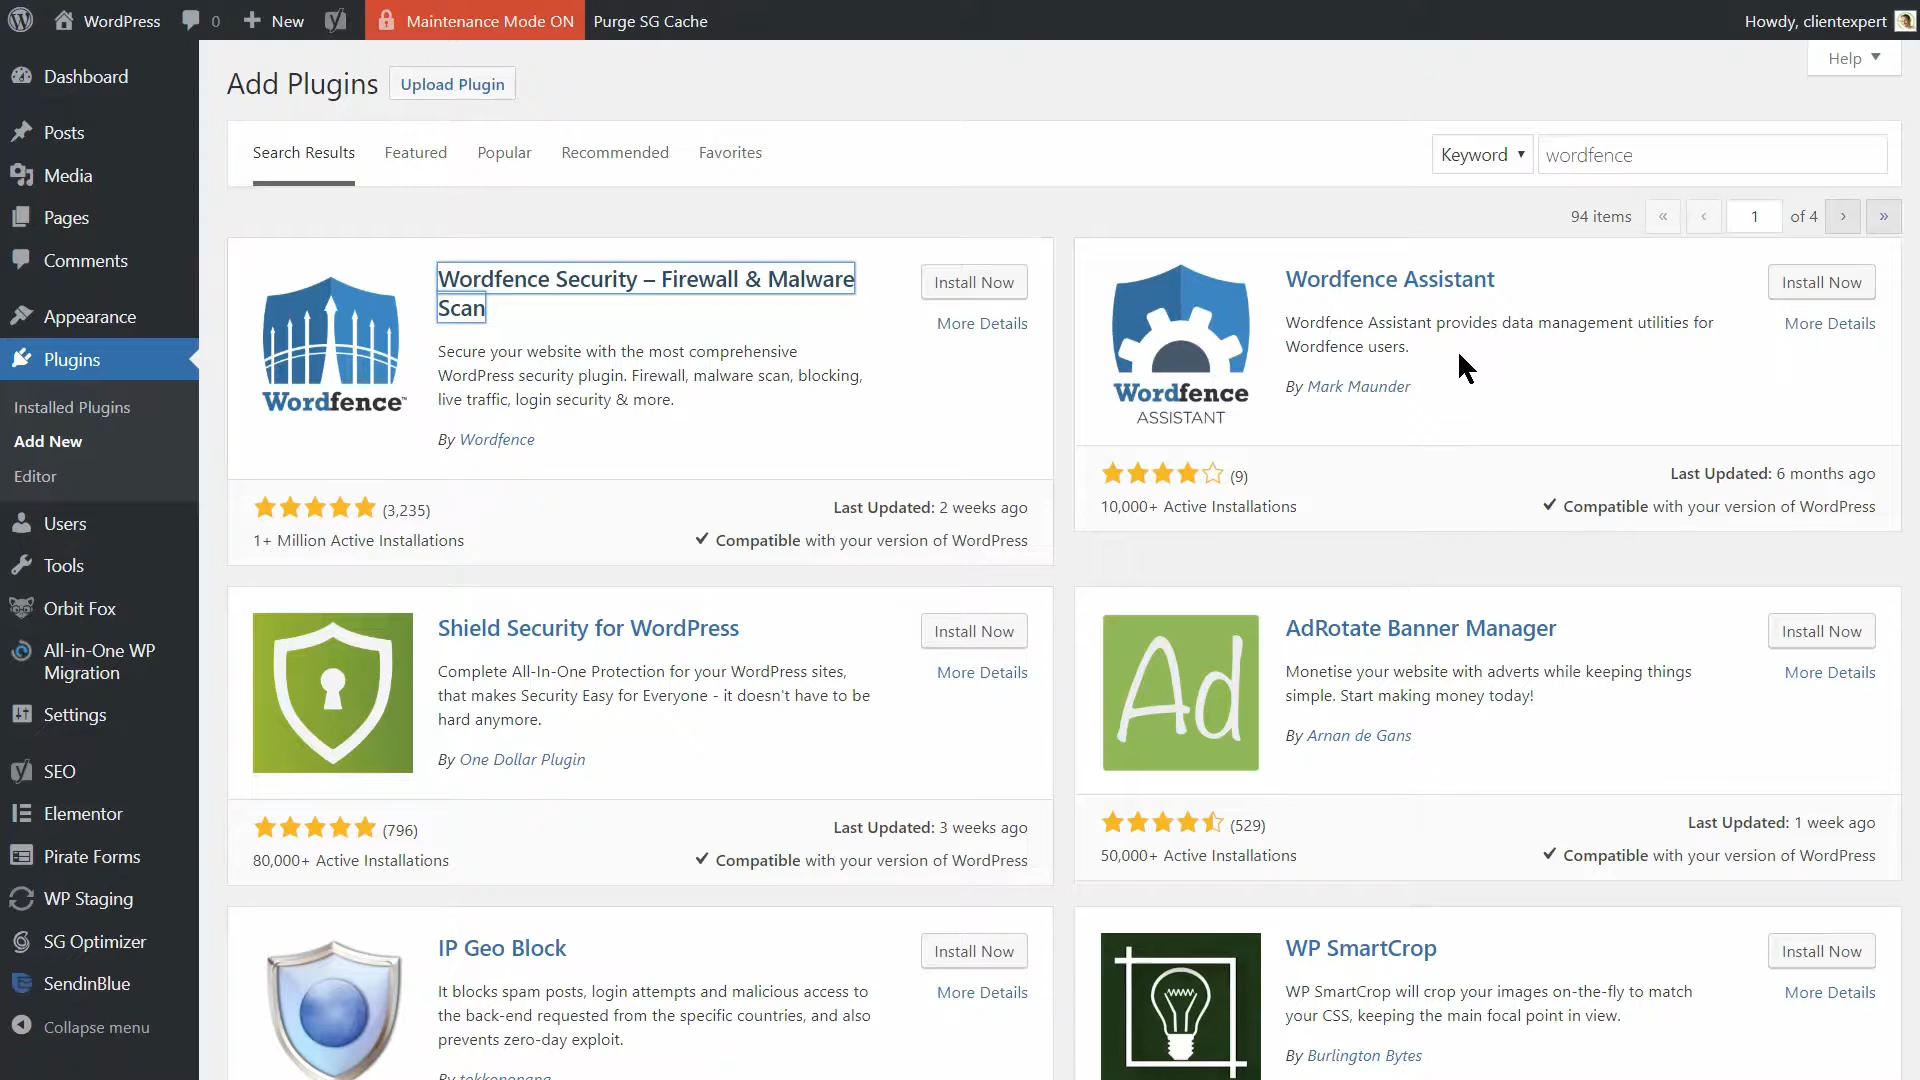 WordPress 0 New Maintenance Mode ON Purge SG Cache Howdy, clientexpert
Help ▼
Dashboard
Posts
Media
Pages
Comments
Appearance
Plugins
Installed Plugins
Add New
Editor
Users
Tools
Orbit Fox
All-in-One WP
Migration
Settings
SEO
Elementor
Pirate Forms
WP Staging
SG Optimizer
SendinBlue
Collapse menu
Add Plugins Upload Plugin
Search Results Featured Popular Recommended Favorites Keyword ▼ wordfence
94 items « ‹ 1 of 4 › »
Wordfence™
Wordfence Security – Firewall & Malware
Scan
Install Now
More Details
Secure your website with the most comprehensive
WordPress security plugin. Firewall, malware scan, blocking,
live traffic, login security & more.
By Wordfence
(3,235)
Last Updated: 2 weeks ago
1+ Million Active Installations
✓ Compatible with your version of WordPress
Wordfence
ASSISTANT
Wordfence Assistant
Install Now
More Details
Wordfence Assistant provides data management utilities for
Wordfence users.
By Mark Maunder
(9)
Last Updated: 6 months ago
10,000+ Active Installations
✓ Compatible with your version of WordPress
Shield Security for WordPress
Install Now
More Details
Complete All-In-One Protection for your WordPress sites,
that makes Security Easy for Everyone - it doesn't have to be
hard anymore.
By One Dollar Plugin
(796)
Last Updated: 3 weeks ago
80,000+ Active Installations
✓ Compatible with your version of WordPress
Ad
AdRotate Banner Manager
Install Now
More Details
Monetise your website with adverts while keeping things
simple. Start making money today!
By Arnan de Gans
(529)
Last Updated: 1 week ago
50,000+ Active Installations
✓ Compatible with your version of WordPress
IP Geo Block
Install Now
More Details
It blocks spam posts, login attempts and malicious access to
the back-end requested from the specific countries, and also
prevents zero-day exploit.
By
WP SmartCrop
Install Now
More Details
WP SmartCrop will crop your images on-the-fly to match
your CSS, keeping the main focal point in view.
By Burlington Bytes